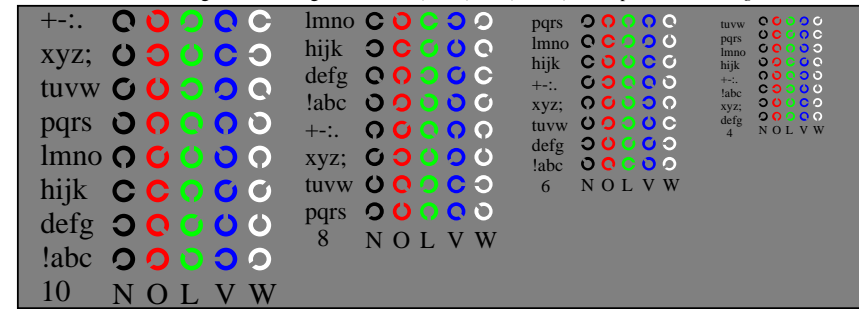 +-:.
xyz;
tuvw
pqrs
lmno
hijk
defg
!abc
10 N O L V W
lmno
hijk
defg
!abc
+-:.
xyz;
tuvw
pqrs
8 N O L V W
pqrs
lmno
hijk
+-:.
xyz;
tuvw
defg
!abc
6 N O L V W
tuvw
pqrs
lmno
hijk
+-:.
!abc
xyz;
defg
4 N O L V W